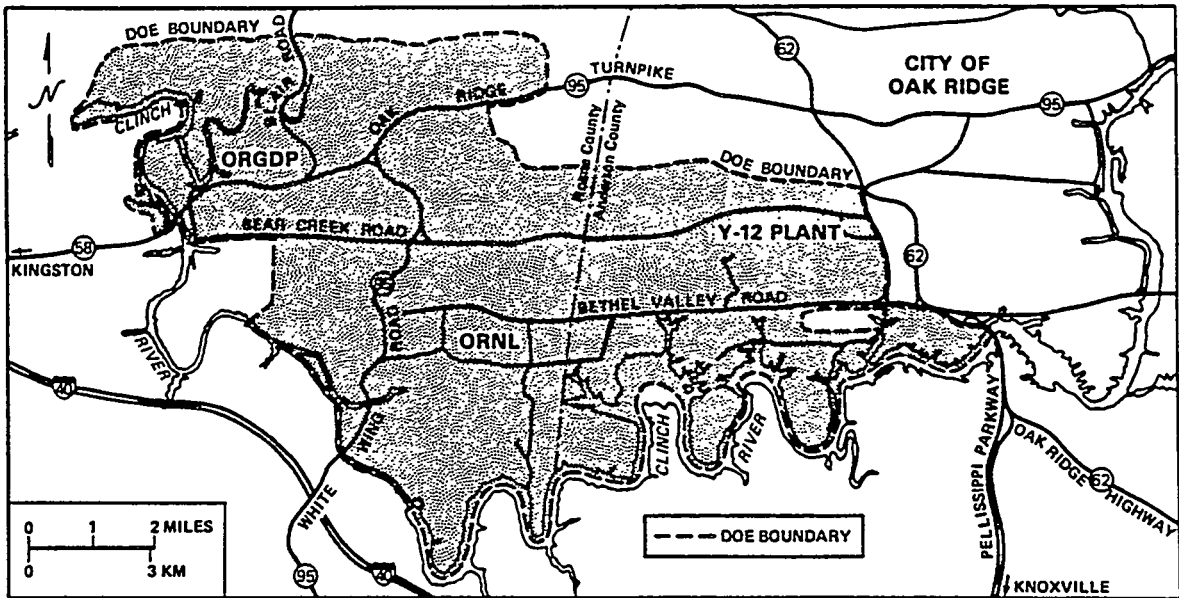 DOE BOUNDARY
BLAIR ROAD
N
62
TURNPIKE
CITY OF
OAK RIDGE
95
RIDGE
95
OAK
CLINCH
ORGDP
Roane County
Anderson County
DOE BOUNDARY
BEAR CREEK ROAD
Y-12 PLANT
58
KINGSTON
62
95
BETHEL VALLEY ROAD
ROAD
ORNL
RIVER
40
WING
CLINCH
RIVER
PELLISSIPPI PARKWAY
OAK RIDGE
62
HIGHWAY
WHITE
0 1 2 MILES
0 3 KM
95
40
DOE BOUNDARY
KNOXVILLE